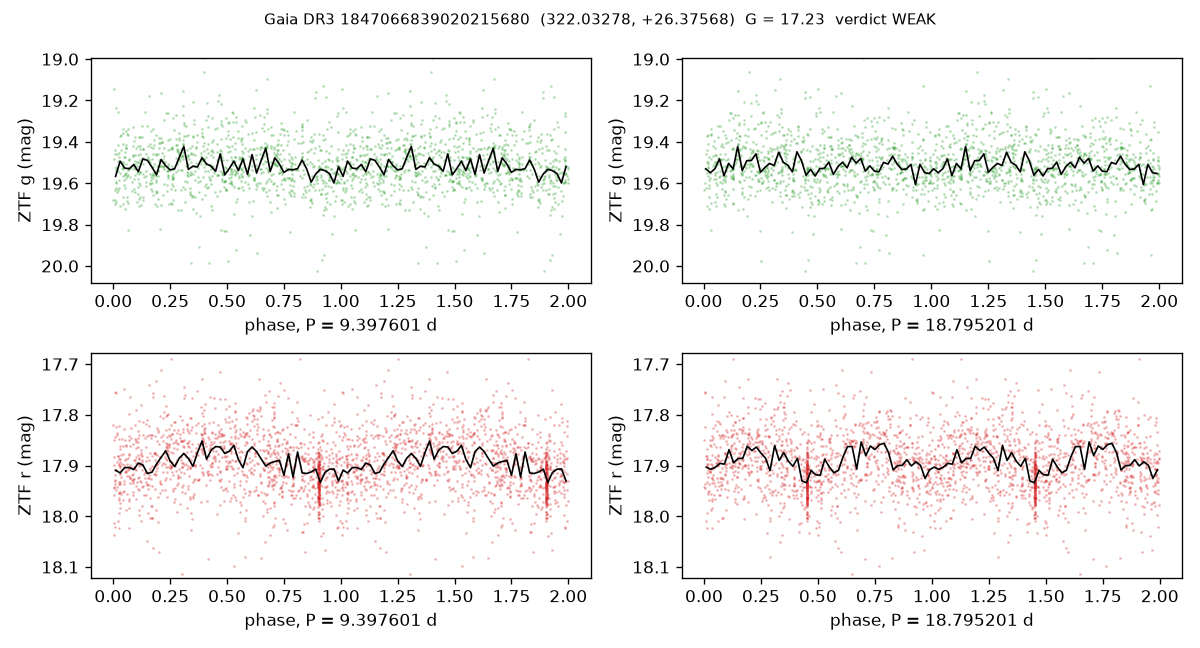 Gaia DR3 1847066839020215680  (322.03278, +26.37568)  G = 17.23  verdict WEAK
ZTF g (mag)
19.0
19.2
19.4
19.6
19.8
20.0
0.00 0.25 0.50 0.75 1.00 1.25 1.50 1.75 2.00
phase, P = 9.397601 d
ZTF g (mag)
19.0
19.2
19.4
19.6
19.8
20.0
0.00 0.25 0.50 0.75 1.00 1.25 1.50 1.75 2.00
phase, P = 18.795201 d
ZTF r (mag)
17.7
17.8
17.9
18.0
18.1
0.00 0.25 0.50 0.75 1.00 1.25 1.50 1.75 2.00
phase, P = 9.397601 d
ZTF r (mag)
17.7
17.8
17.9
18.0
18.1
0.00 0.25 0.50 0.75 1.00 1.25 1.50 1.75 2.00
phase, P = 18.795201 d